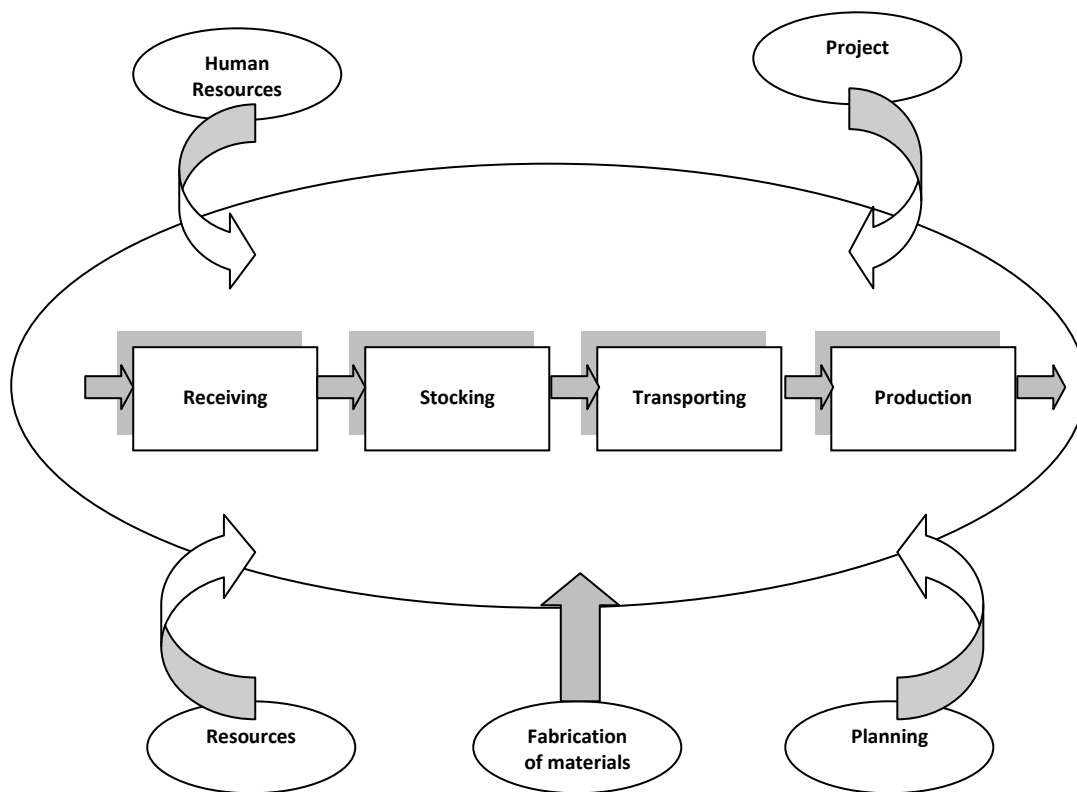 Human
Resources
Project
Receiving
Stocking
Transporting
Production
Resources
Fabrication
of materials
Planning